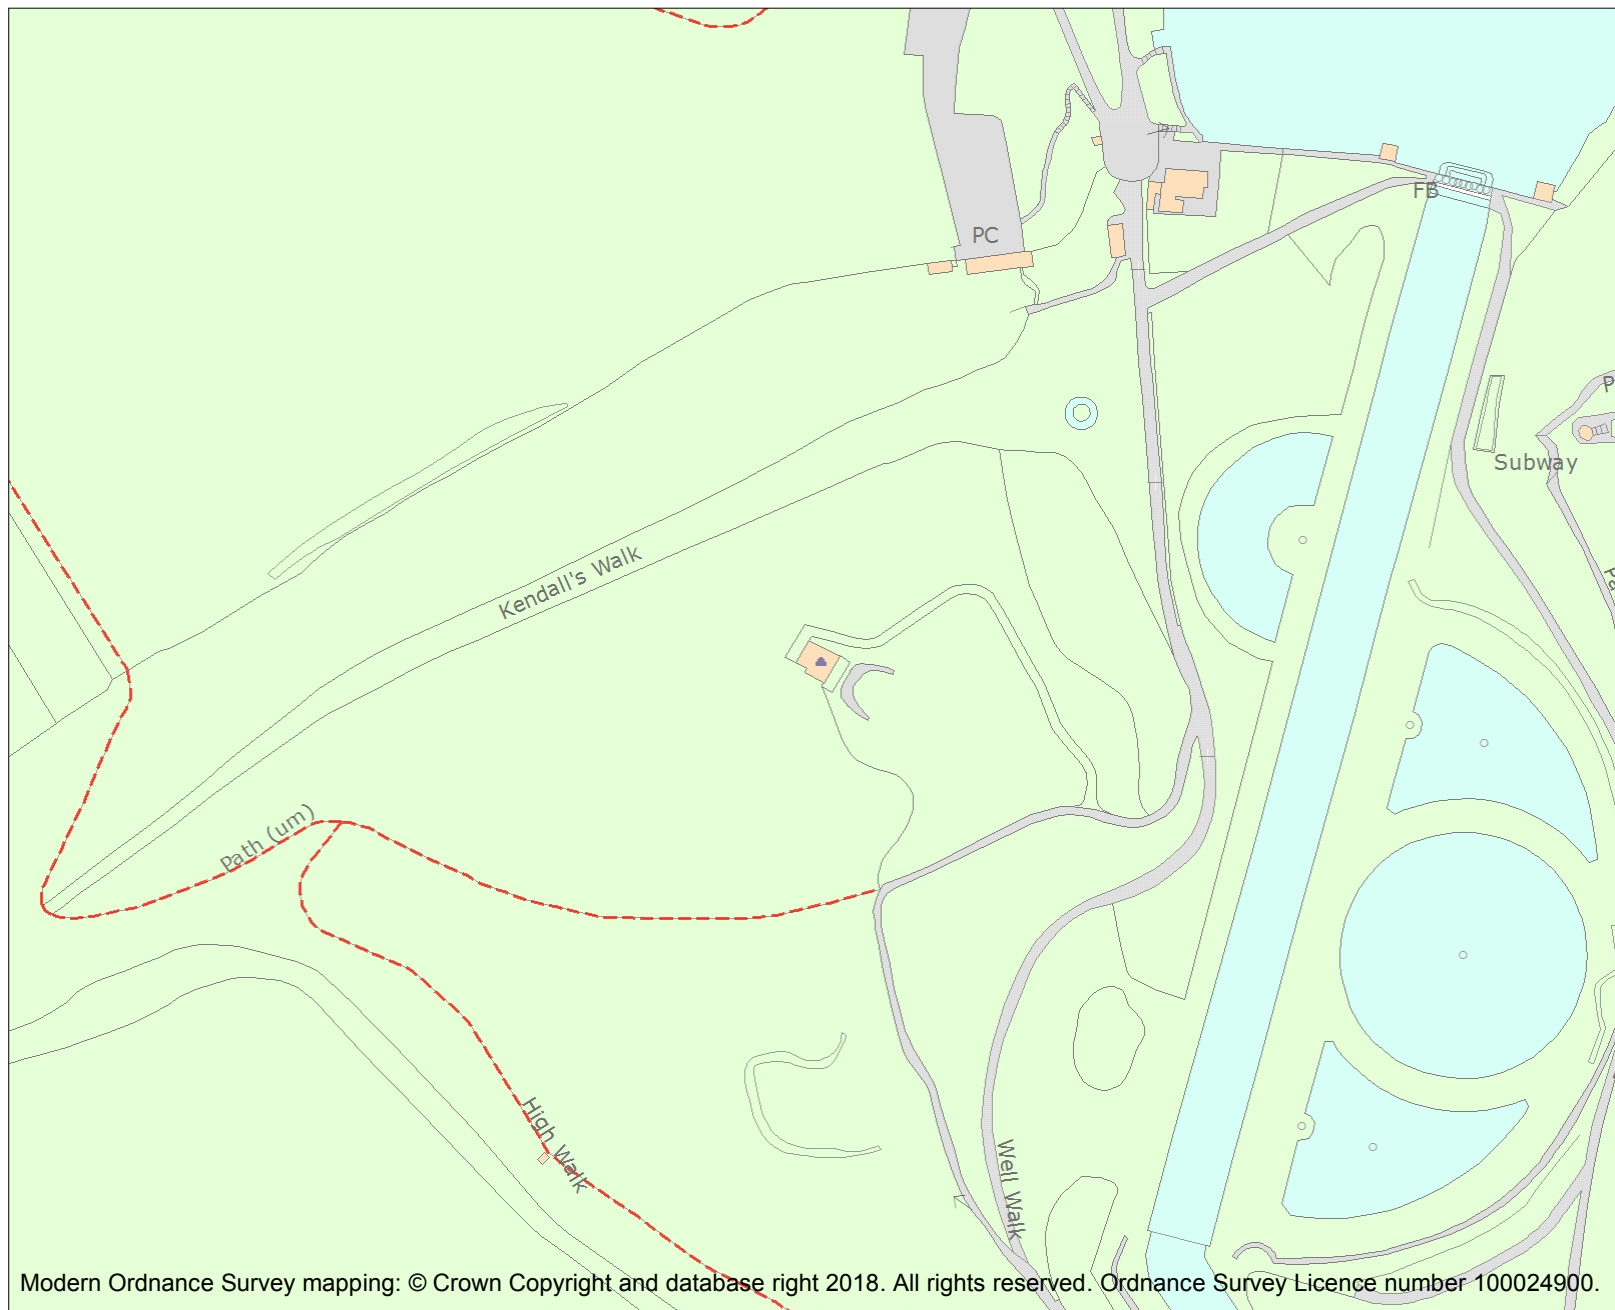 PC
FB
Subway
Kendall's Walk
Path (um)
High Walk
Well Walk
Modern Ordnance Survey mapping: © Crown Copyright and database right 2018. All rights reserved. Ordnance Survey Licence number 100024900.